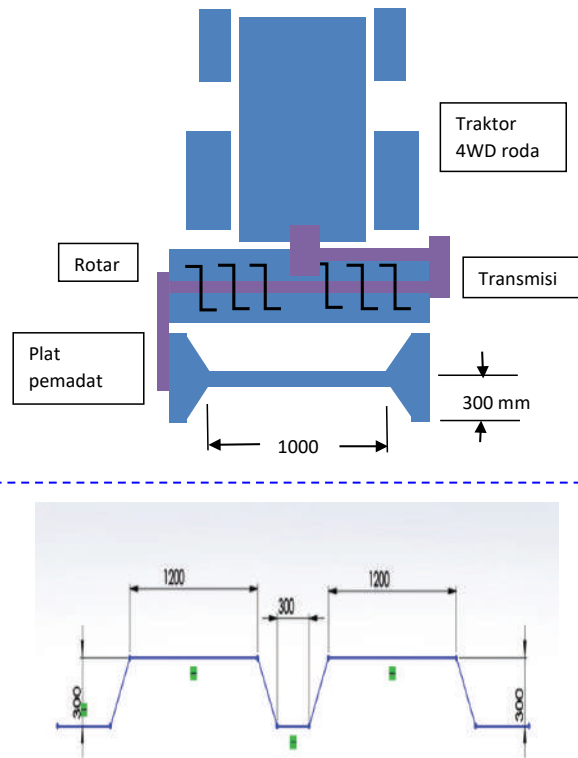 Traktor
4WD roda
Rotar
Transmisi
Plat
pemadat
300 mm
1000
1200
1200
300
300
300